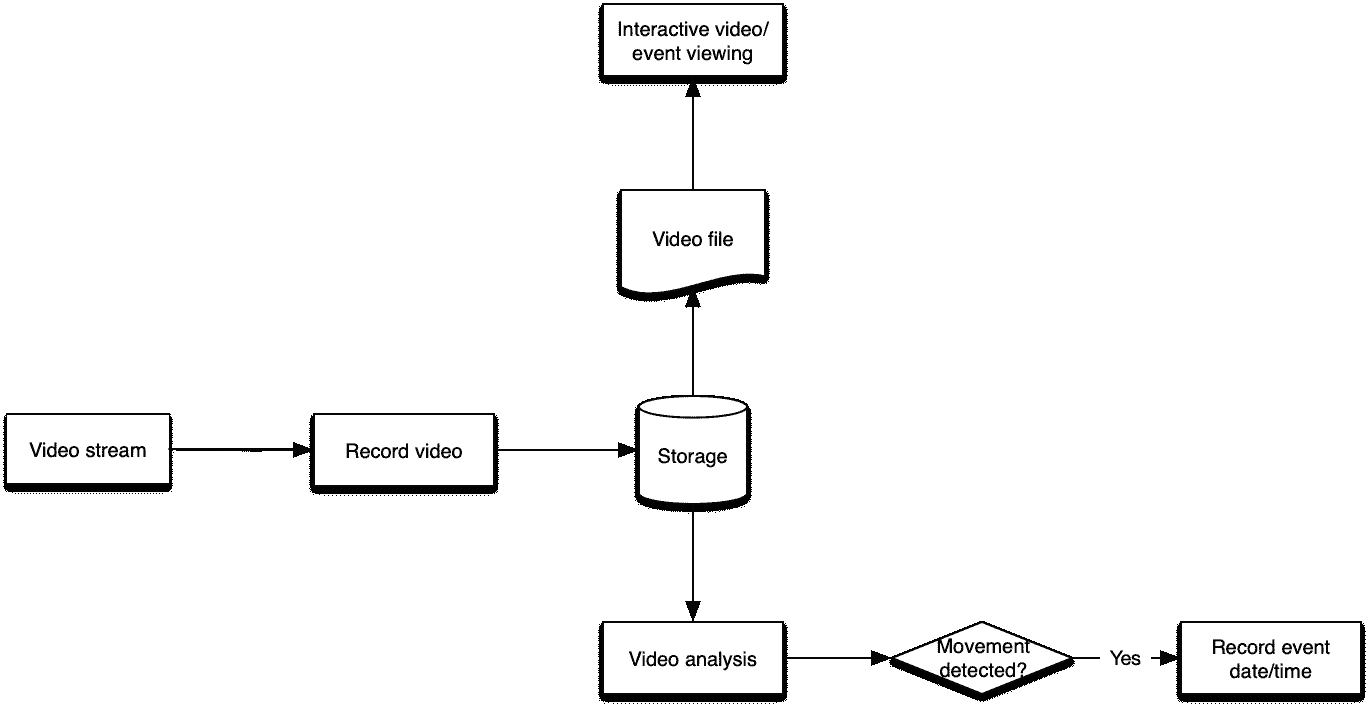 Interactive video/
event viewing
Video file
Video stream
Record video
Storage
Video analysis
Movement
detected?
Yes
Record event
date/time